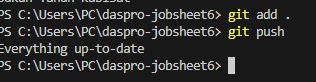 PS C:\Users\PC\daspro-jobsheet6> git add .
PS C:\Users\PC\daspro-jobsheet6> git push
Everything up-to-date
PS C:\Users\PC\daspro-jobsheet6>